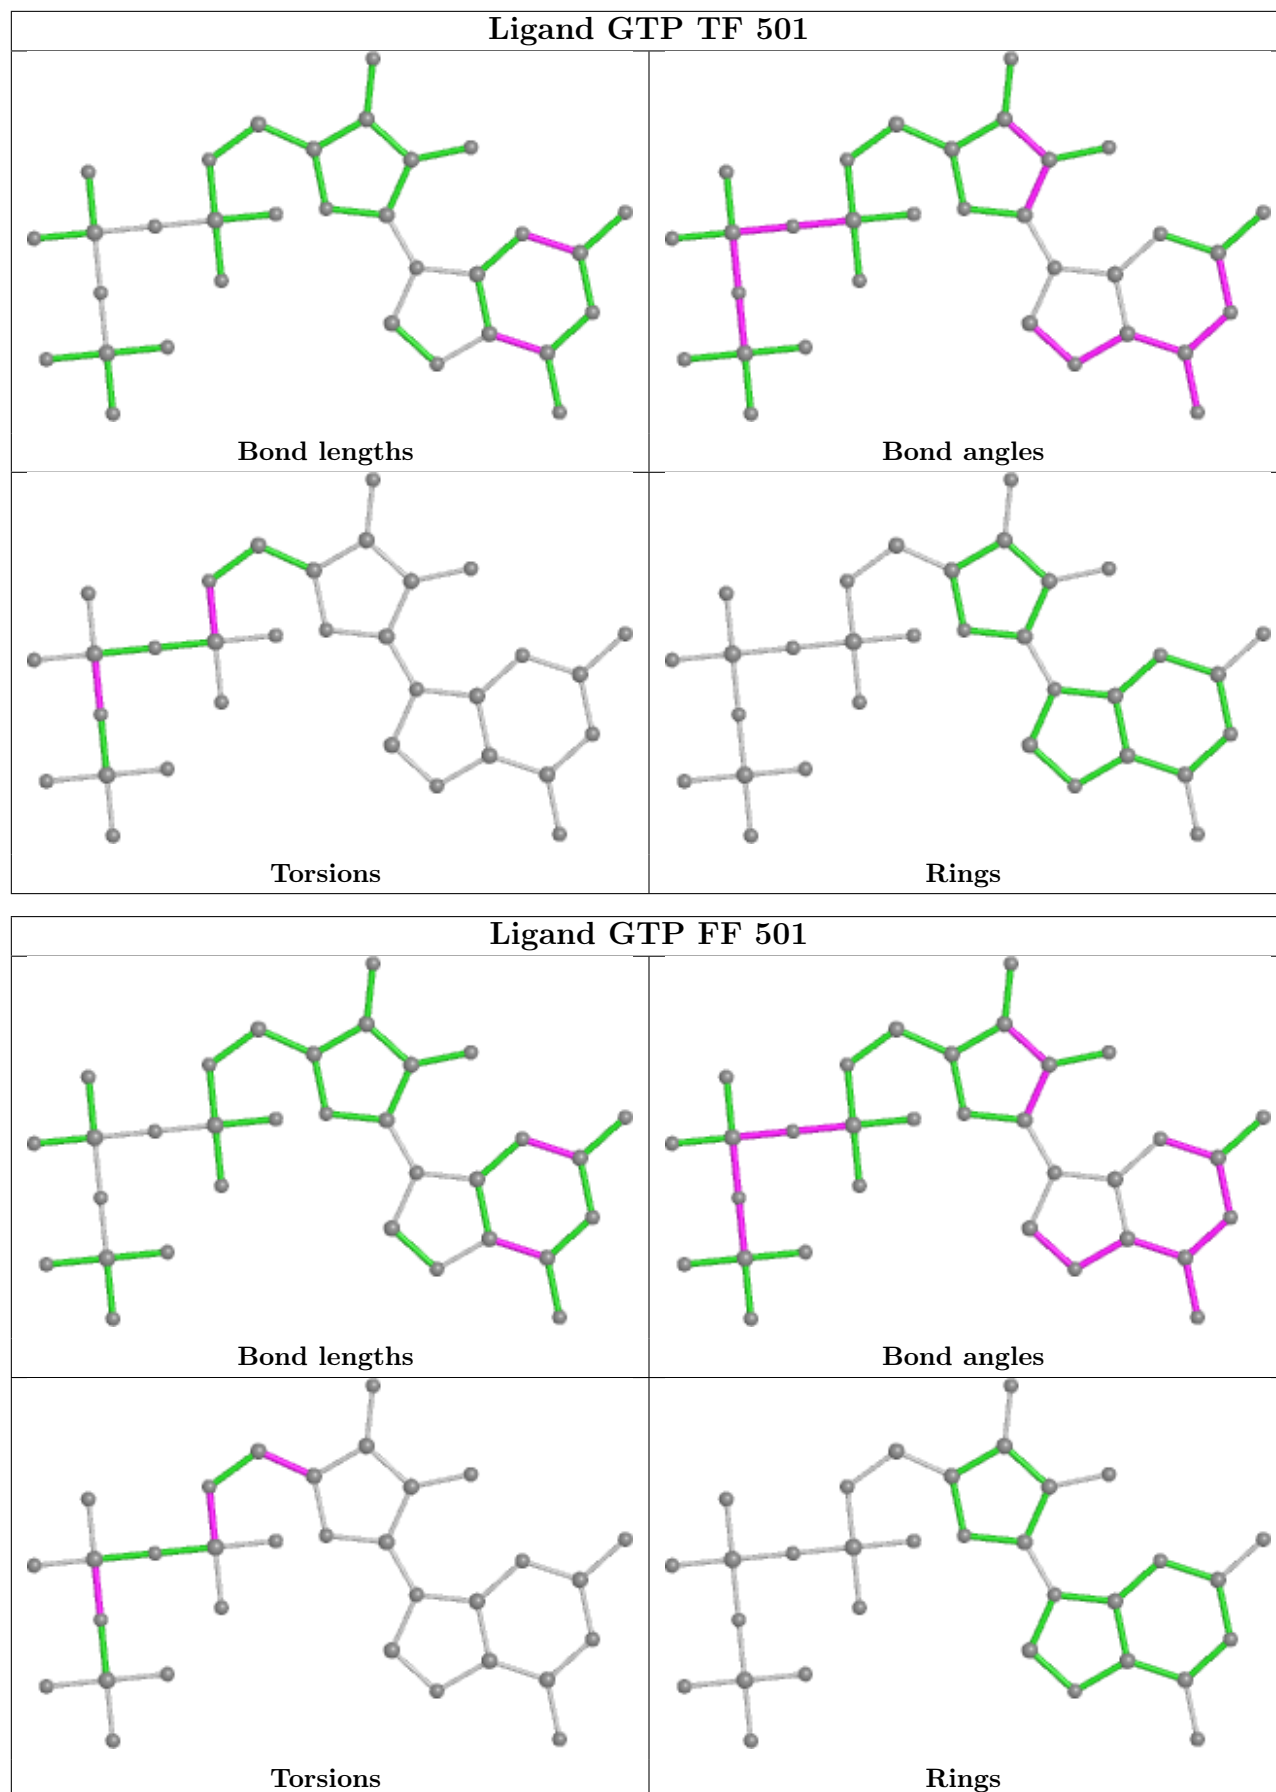 Ligand GTP TF 501
Bond lengths
Bond angles
Torsions
Rings
Ligand GTP FF 501
Bond lengths
Bond angles
Torsions
Rings